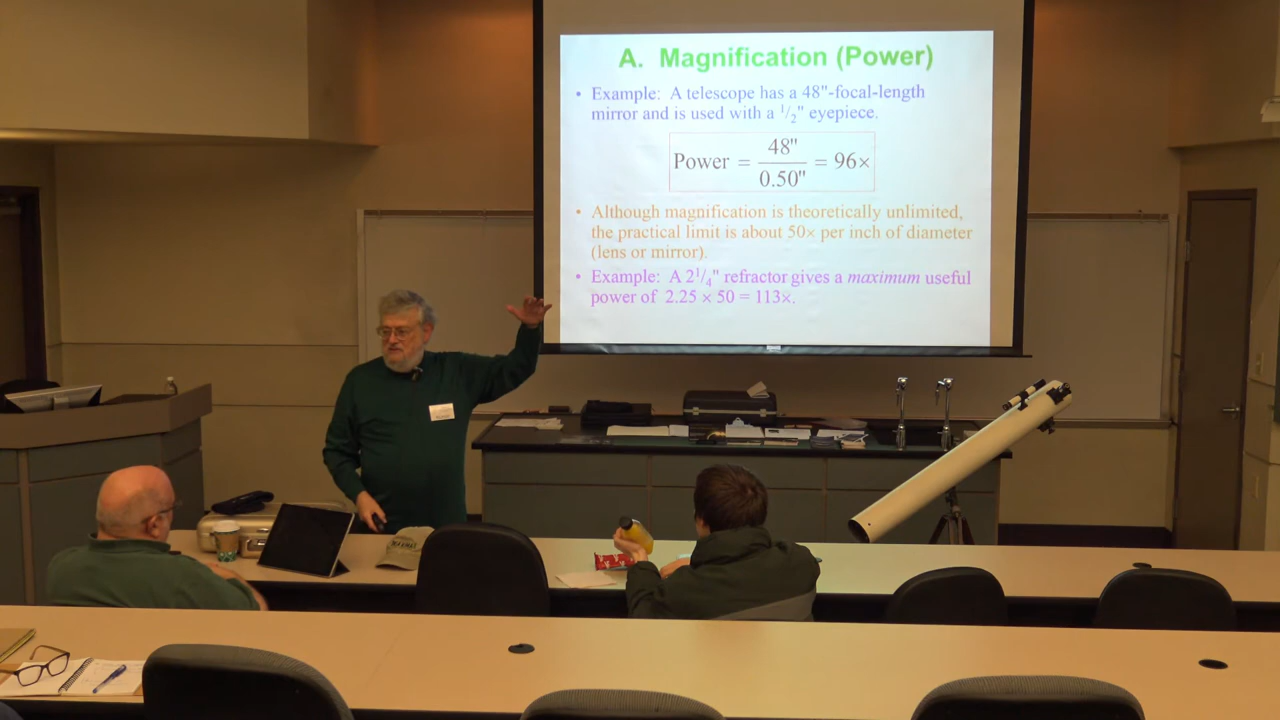 A. Magnification (Power)
• Example: A telescope has a 48"-focal-length
mirror and is used with a 1/2" eyepiece.
Power = 48" / 0.50" = 96×
• Although magnification is theoretically unlimited,
the practical limit is about 50× per inch of diameter
(lens or mirror).
• Example: A 2 1/4" refractor gives a maximum useful
power of 2.25 × 50 = 113×.